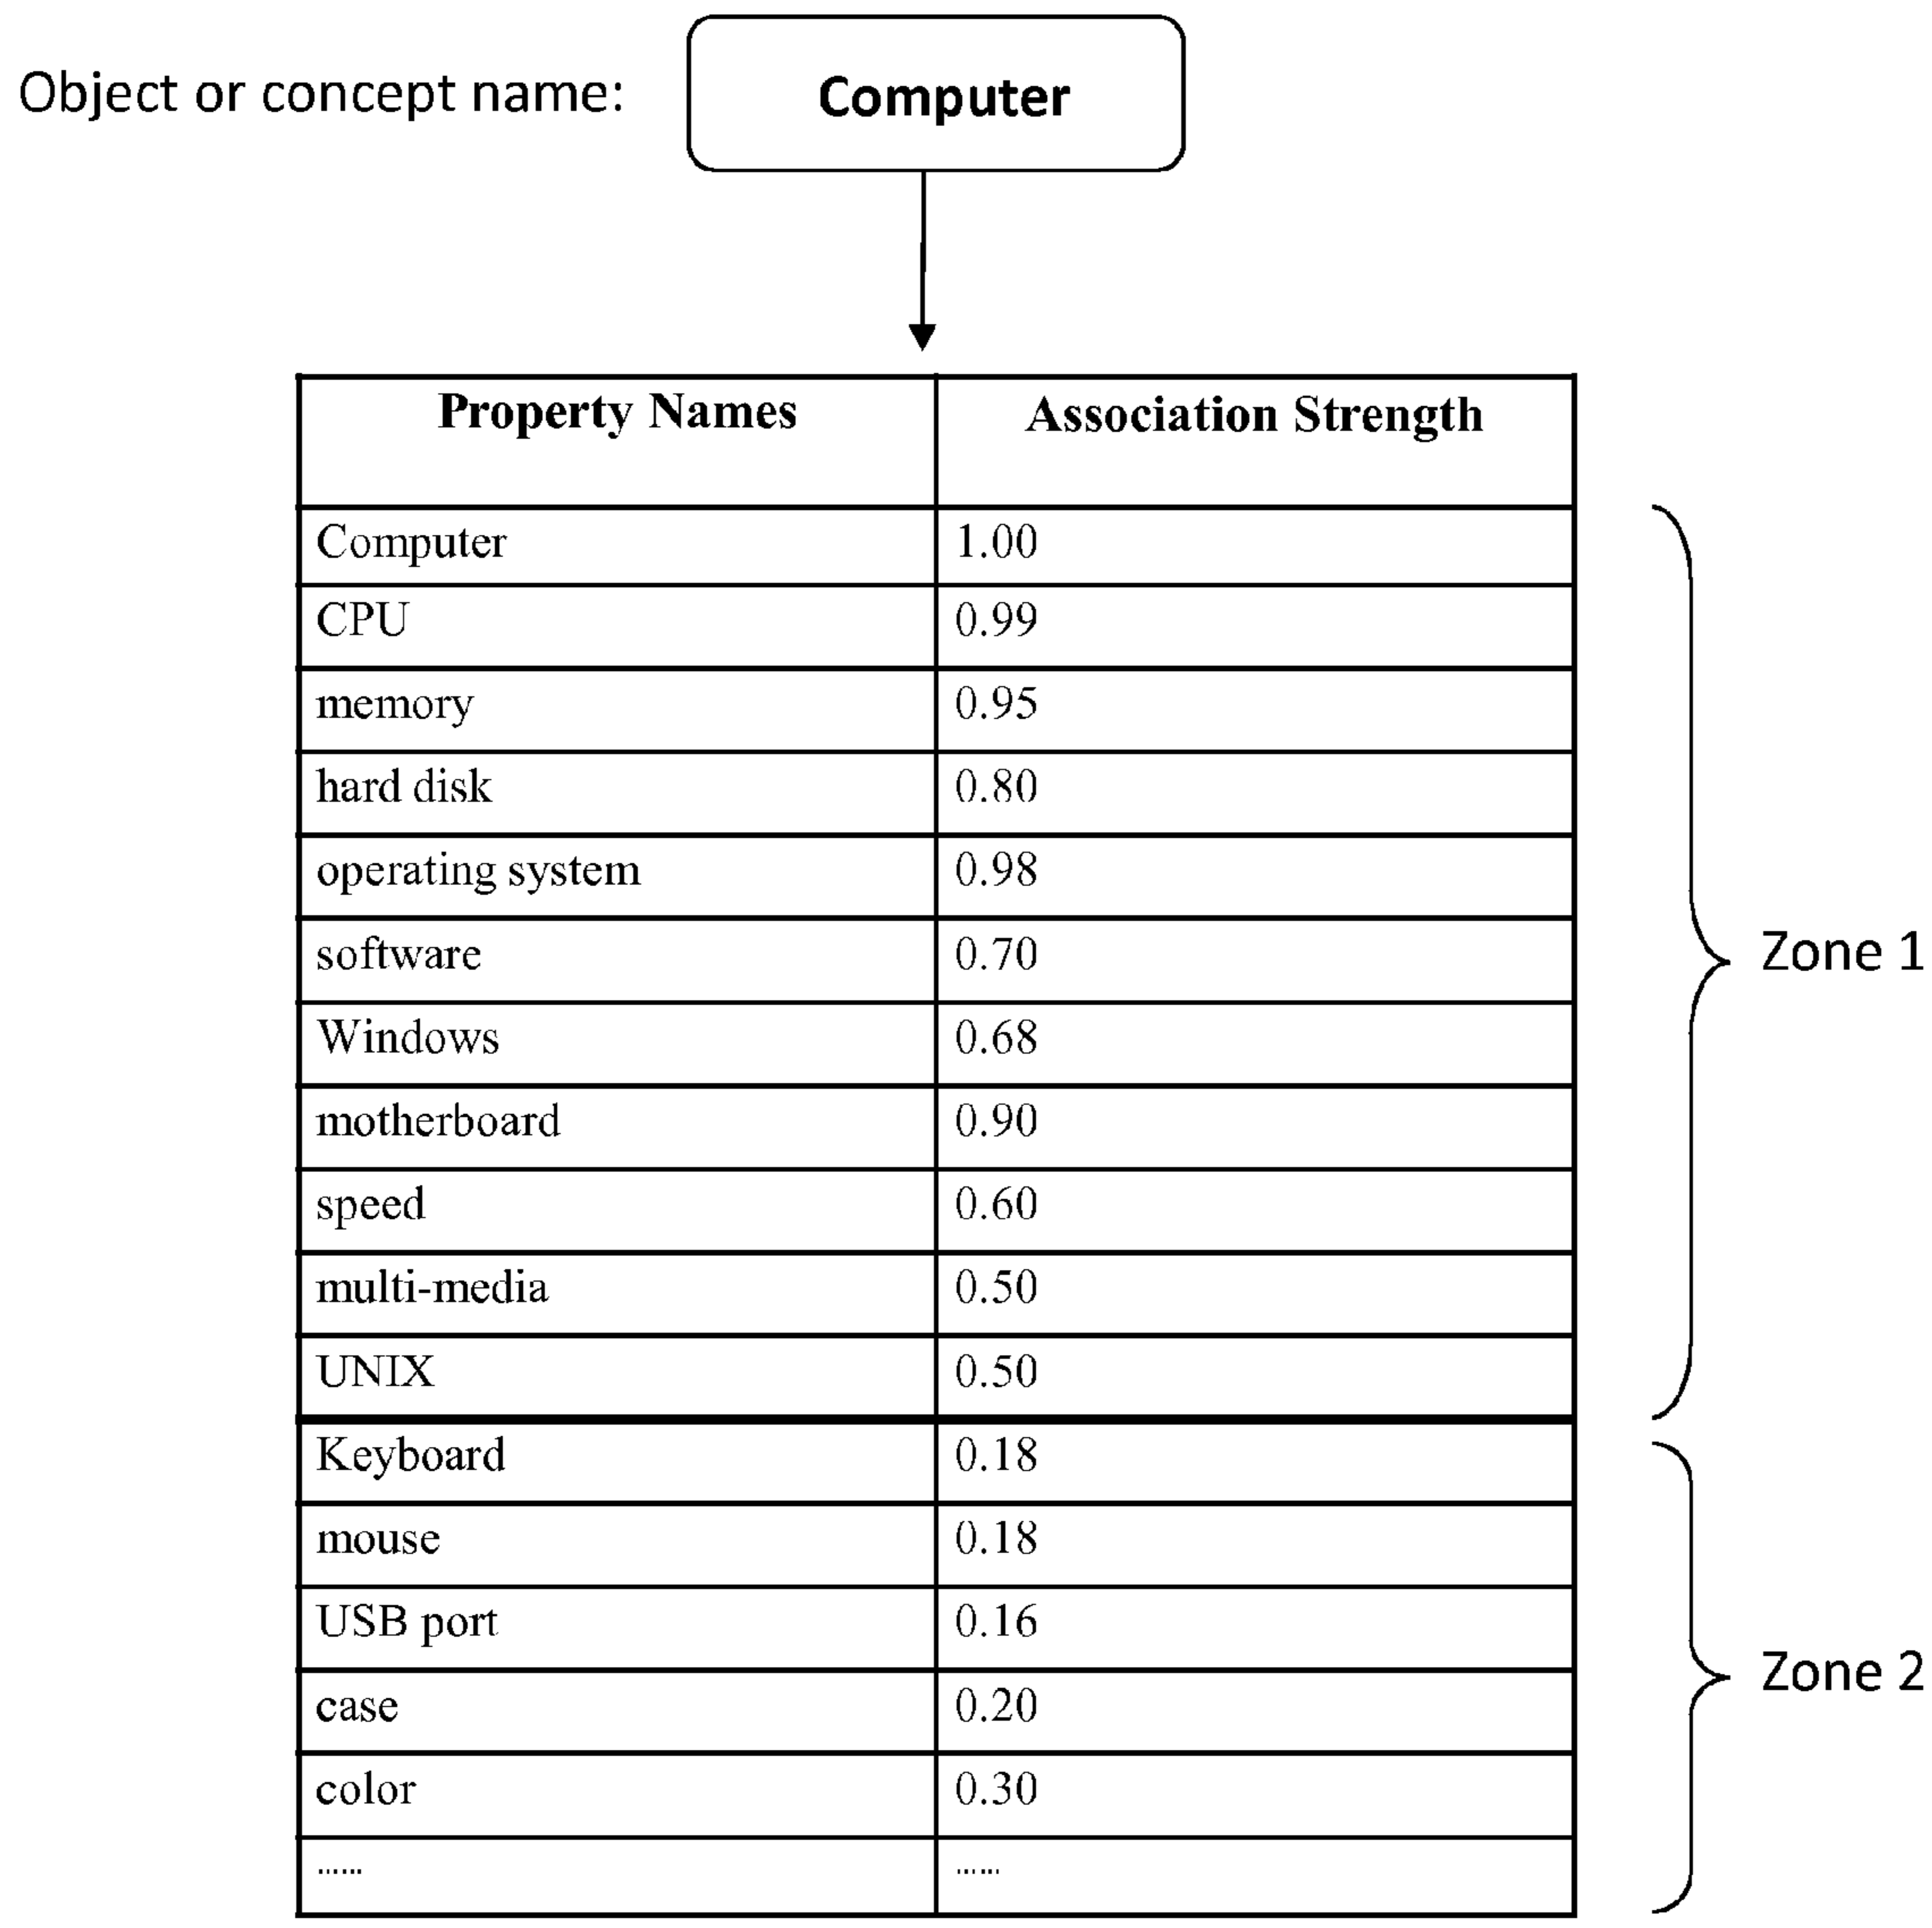 Object or concept name:
Computer
Property Names Association Strength
Computer 1.00
CPU 0.99
memory 0.95
hard disk 0.80
operating system 0.98
software 0.70
Windows 0.68
motherboard 0.90
speed 0.60
multi-media 0.50
UNIX 0.50
Zone 1
Keyboard 0.18
mouse 0.18
USB port 0.16
case 0.20
color 0.30
...... ......
Zone 2